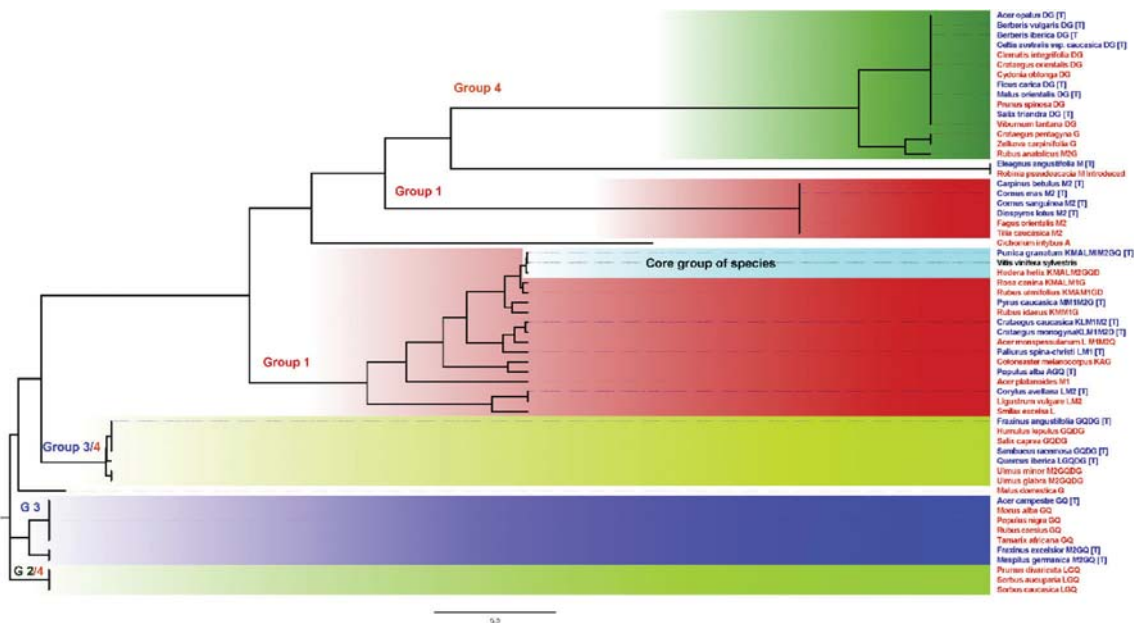 Acer opalus DG [T]
Berberis vulgaris DG [T]
Berberis iberica DG [T
Celtis australis ssp. caucasica DG [T]
Clematis integrifolia DG
Crataegus orientalis DG
Cydonia oblonga DG
Ficus carica DG [T]
Malus orientalis DG [T]
Prunus spinosa DG
Salix triandra DG [T]
Viburnum lantana DG
Crataegus pentagyna G
Zelkova carpinifolia G
Rubus anatolicus M2G
Eleagnus angustifolia M [T]
Robinia pseudoacacia M Introduced
Carpinus betulus M2 [T]
Cornus mas M2 [T]
Cornus sanguinea M2 [T]
Diospyros lotus M2 [T]
Fagus orientalis M2
Tilia caucasica M2
Cichorium intybus A
Punica granatum KMALMIM2GQ [T]
Vitis vinifera sylvestris
Hedera helix KMALM2GQD
Rosa canina KMALM1G
Rubus ulmifolius KMAM1GD
Pyrus caucasica MM1M2G [T]
Rubus idaeus KMM1G
Crataegus caucasica KLM1M2 [T]
Crataegus monogynaKLM1M2D [T]
Acer monspessulanum L M1M2Q
Paliurus spina-christi LM1 [T]
Cotoneaster melanocorpus KAG
Populus alba AGQ [T]
Acer platanoides M1
Corylus avellana LM2 [T]
Ligustrum vulgare LM2
Smilax excelsa L
Fraxinus angustifolia GQDG [T]
Humulus lupulus GQDG
Salix caprea GQDG
Sambucus racemosa GQDG [T]
Quercus iberica LGQDG [T]
Ulmus minor M2GQDG
Ulmus glabra M2GQDG
Malus domestica G
Acer campestre GQ [T]
Morus alba GQ
Populus nigra GQ
Rubus caesius GQ
Tamarix africana GQ
Fraxinus excelsior M2GQ [T]
Mespilus germanica M2GQ [T]
Prunus divaricata LGQ
Sorbus aucuparia LGQ
Sorbus caucasica LGQ
Group 4
Group 1
Core group of species
Group 1
Group 3/4
G 3
G 2/4